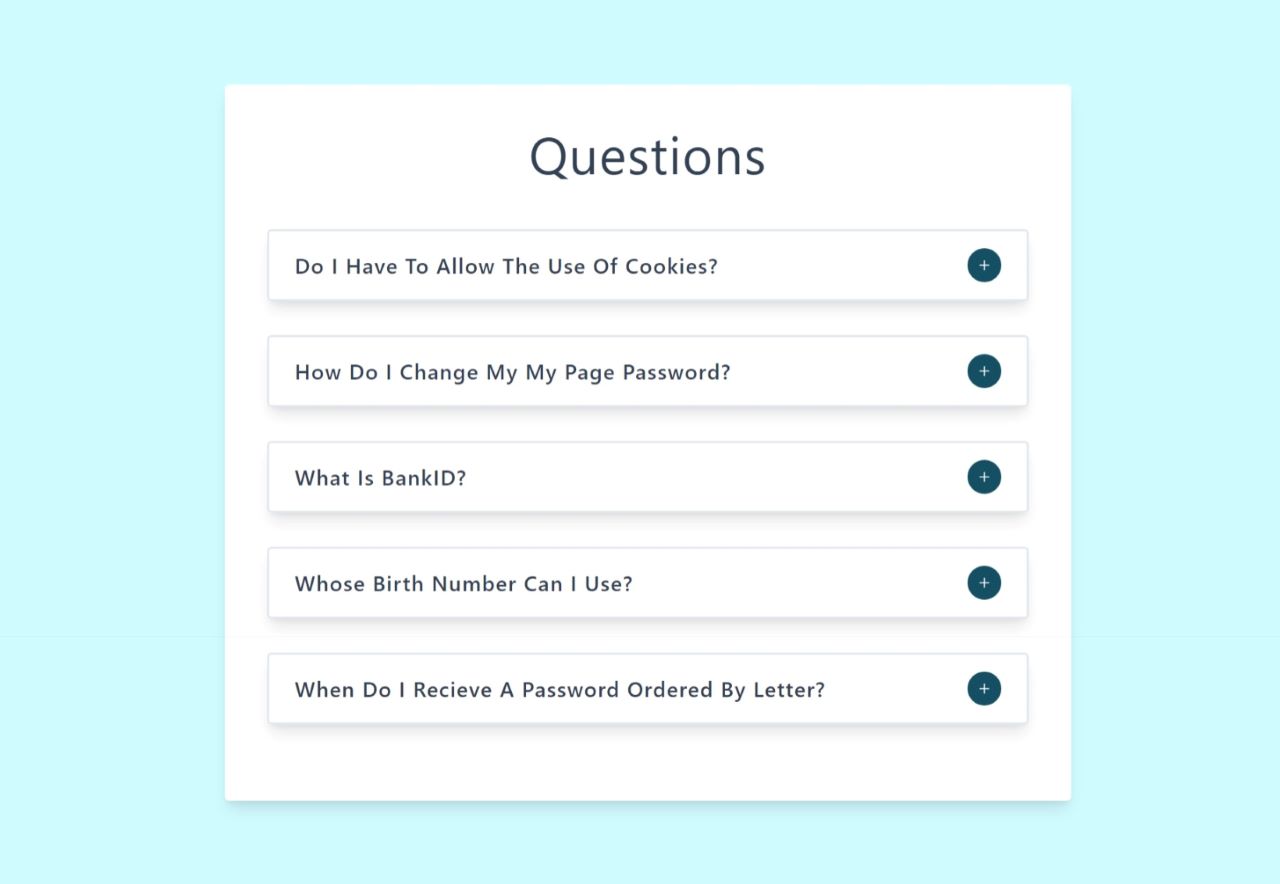 Questions
Do I Have To Allow The Use Of Cookies?
+
How Do I Change My My Page Password?
+
What Is BankID?
+
Whose Birth Number Can I Use?
+
When Do I Recieve A Password Ordered By Letter?
+